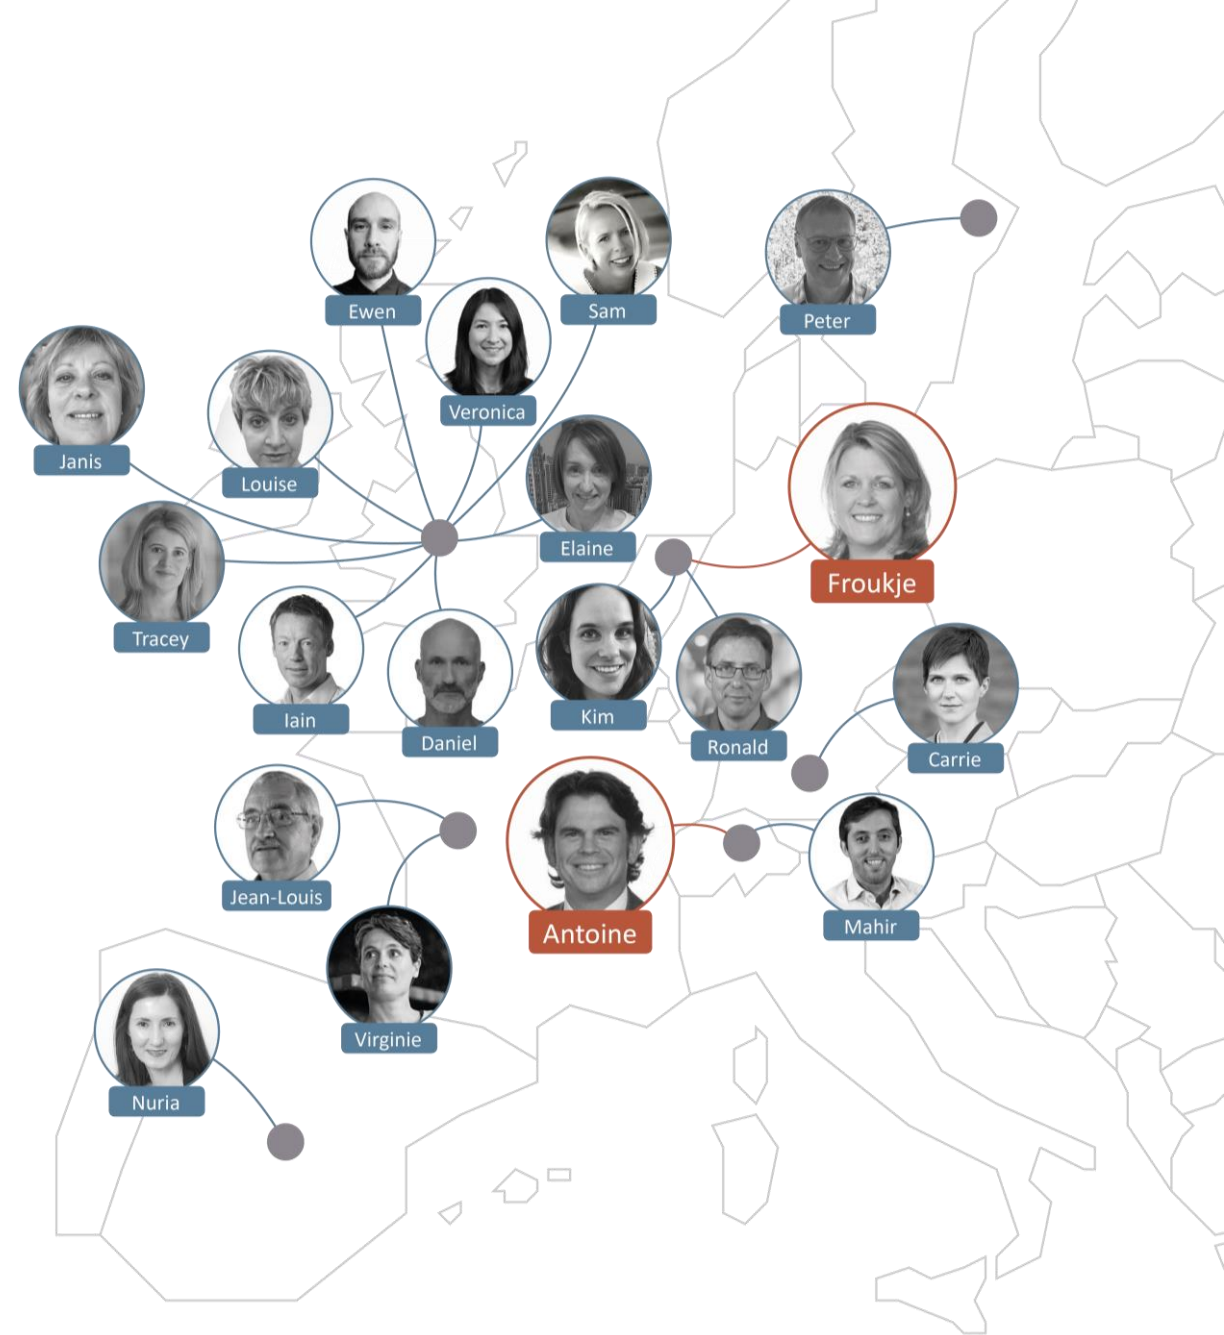 Ewen
Sam
Peter
Veronica
Janis
Louise
Elaine
Froukje
Tracey
Iain
Daniel
Kim
Ronald
Carrie
Jean-Louis
Antoine
Mahir
Virginie
Nuria